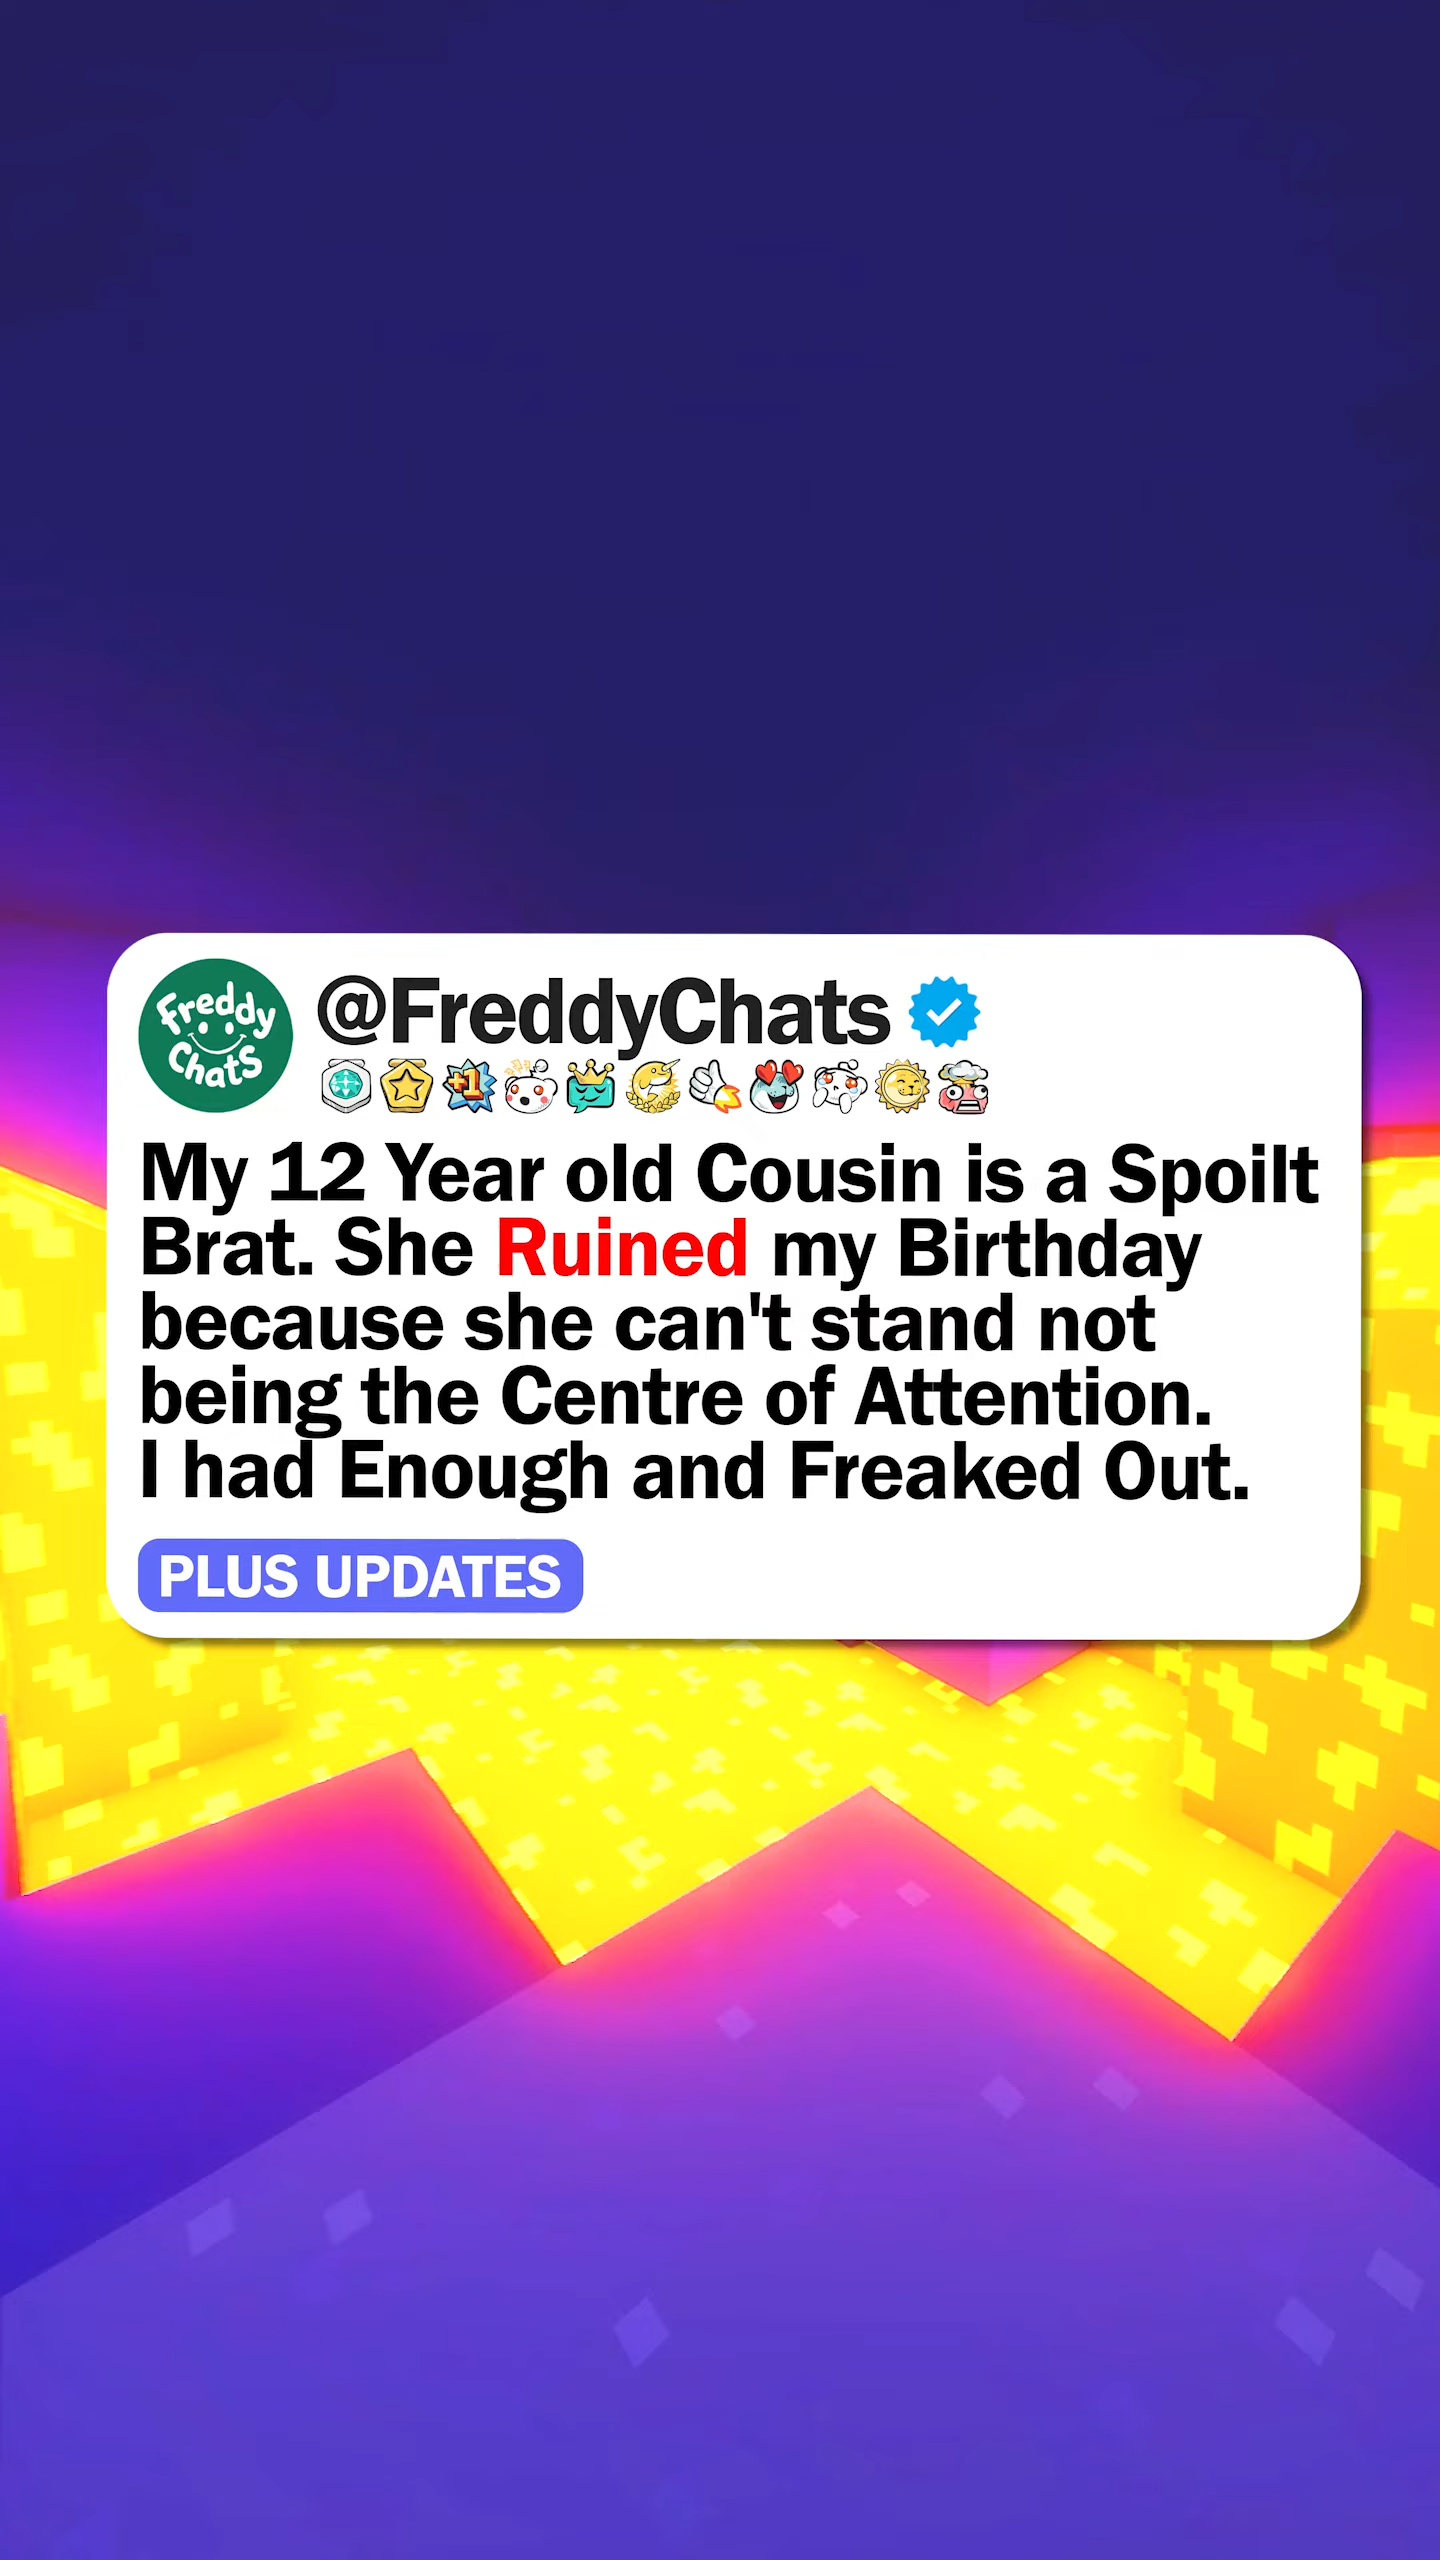 Freddy
Chats
@FreddyChats
+1
My 12 Year old Cousin is a Spoilt
Brat. She Ruined my Birthday
because she can't stand not
being the Centre of Attention.
I had Enough and Freaked Out.
PLUS UPDATES